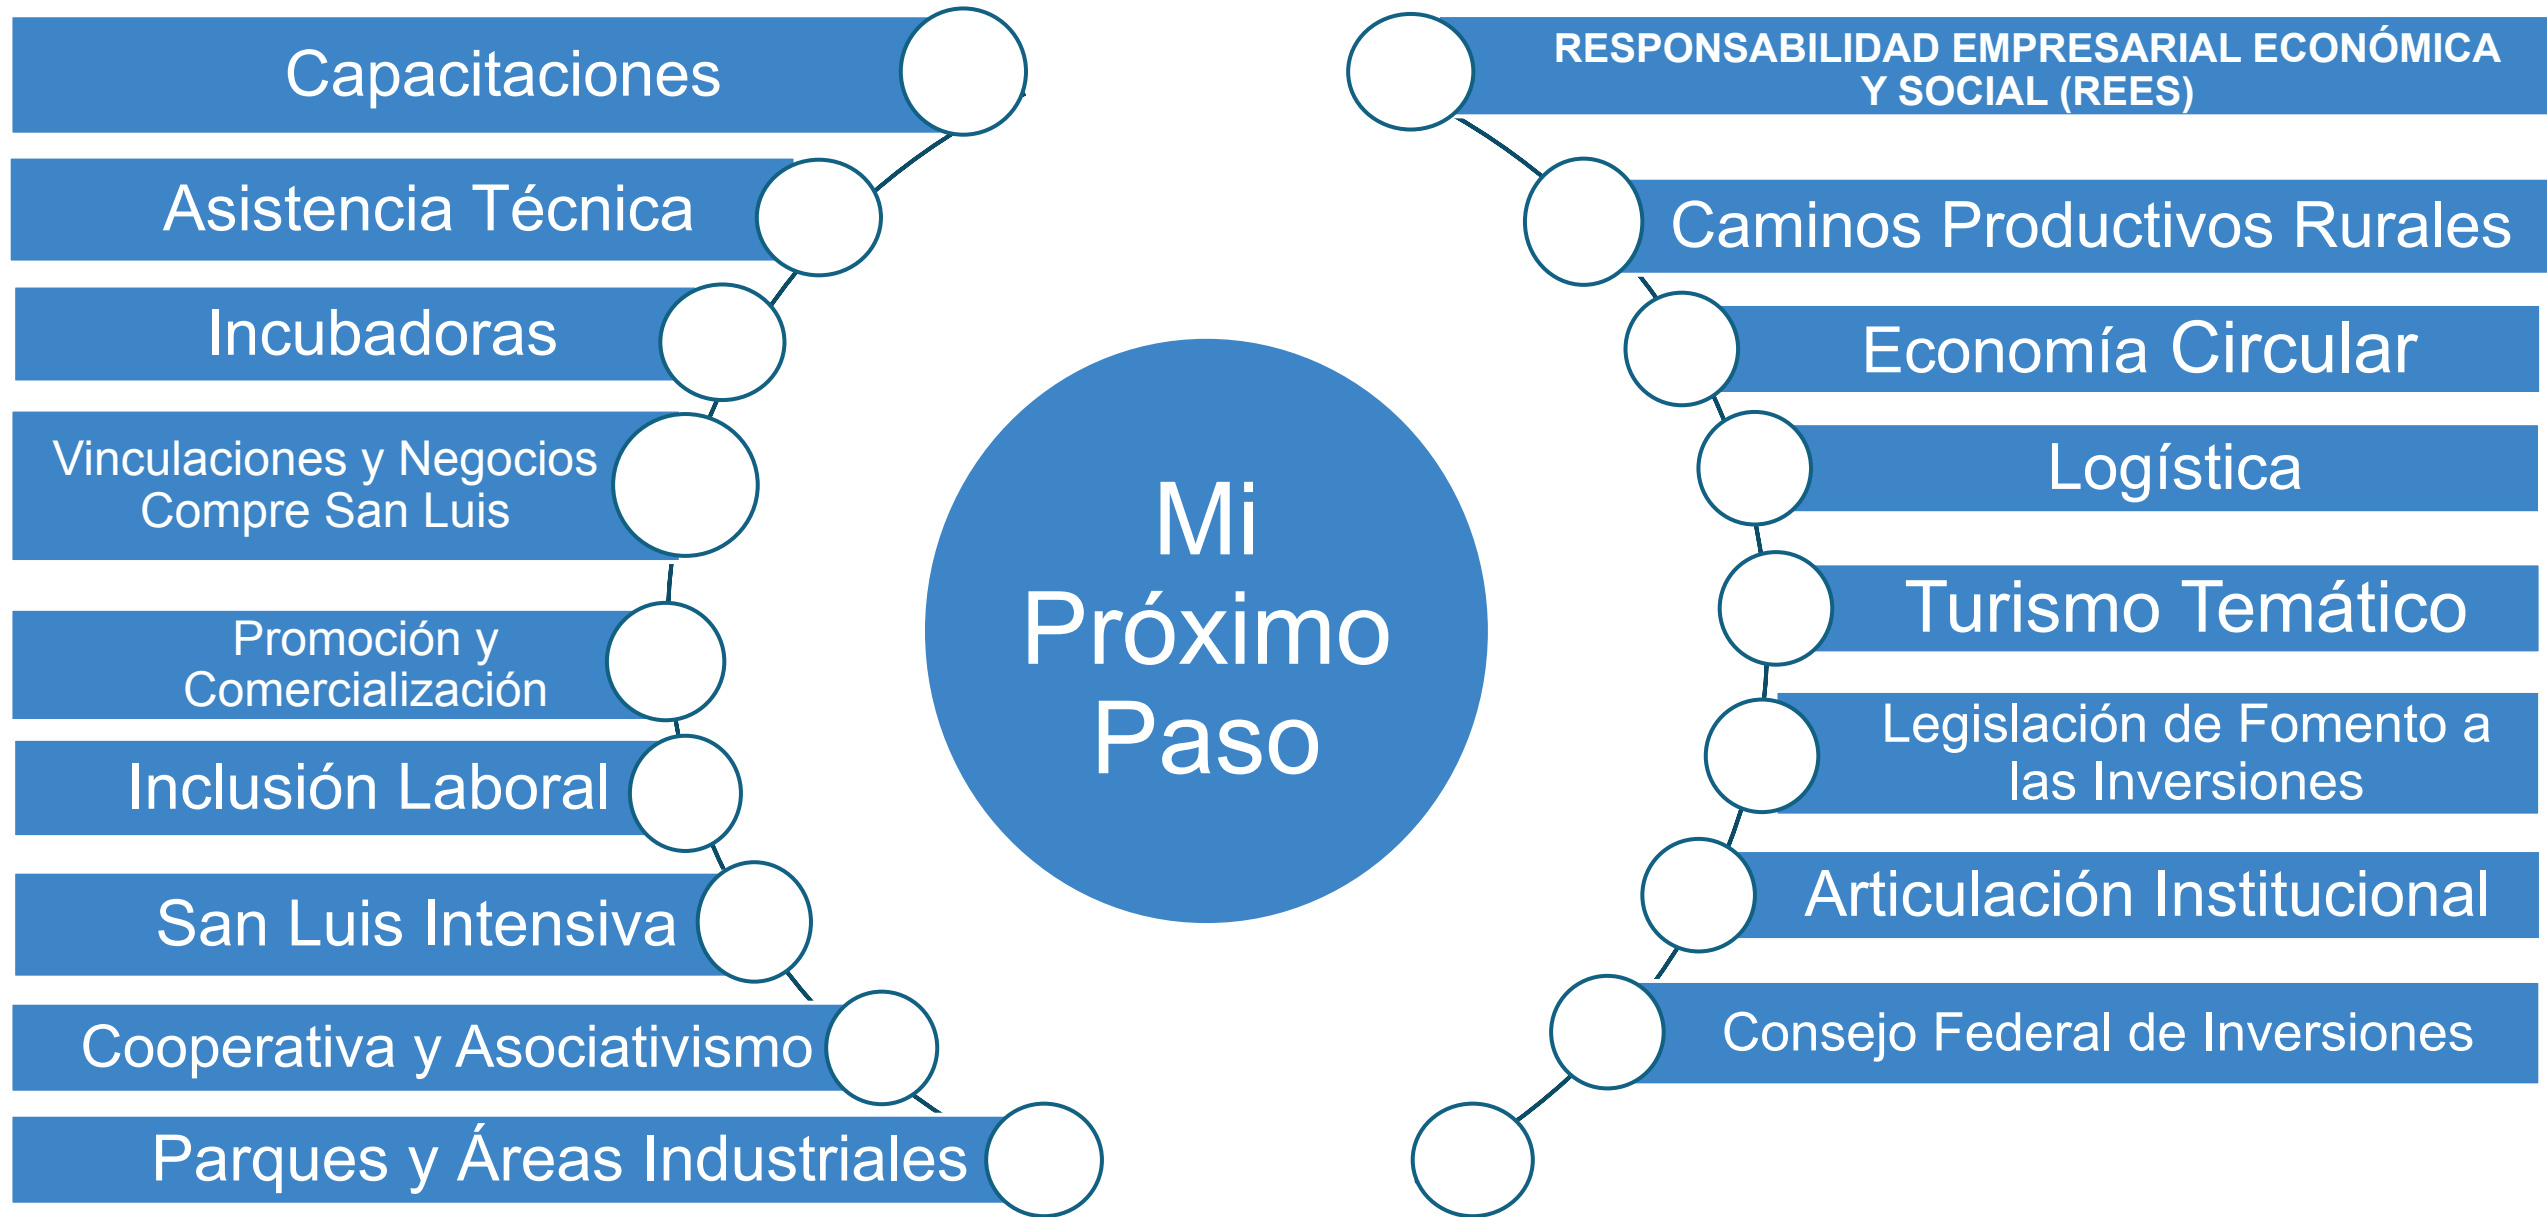 Capacitaciones
Asistencia Técnica
Incubadoras
Vinculaciones y Negocios
Compre San Luis
Promoción y
Comercialización
Inclusión Laboral
San Luis Intensiva
Cooperativa y Asociativismo
Parques y Áreas Industriales
Mi
Próximo
Paso
RESPONSABILIDAD EMPRESARIAL ECONÓMICA
Y SOCIAL (REES)
Caminos Productivos Rurales
Economía Circular
Logística
Turismo Temático
Legislación de Fomento a
las Inversiones
Articulación Institucional
Consejo Federal de Inversiones